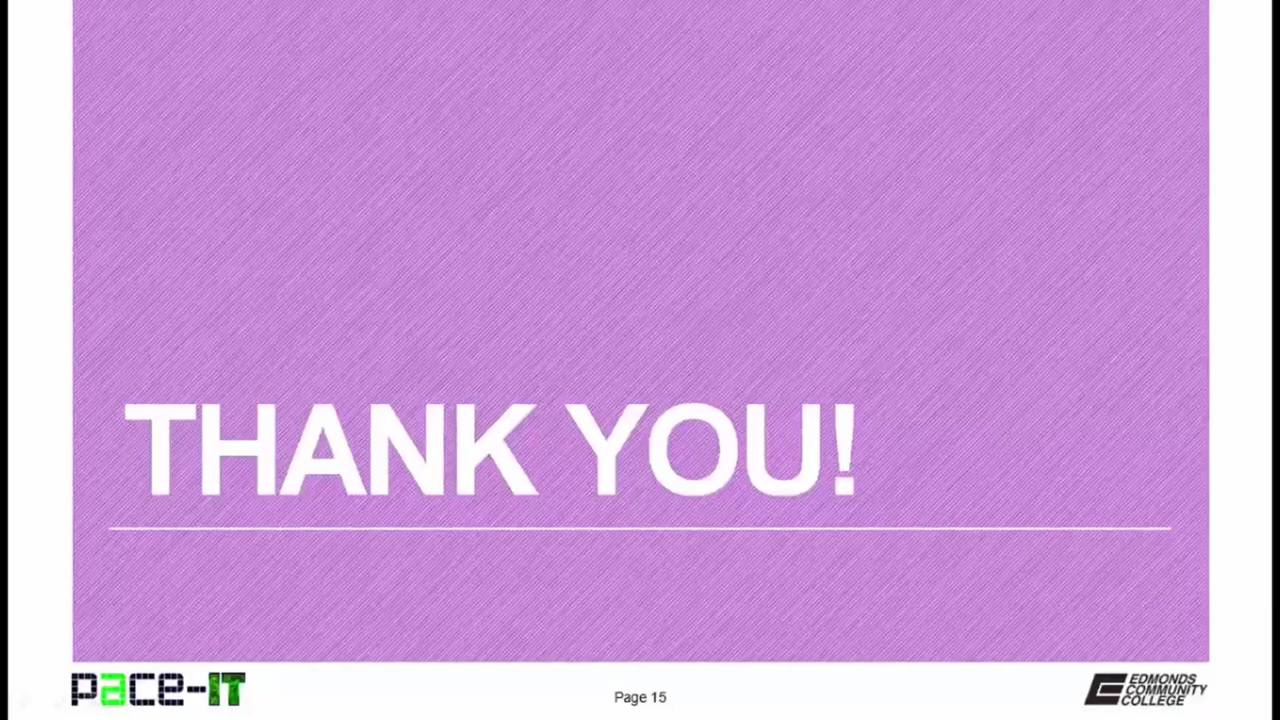 THANK YOU!
pace-IT
Page 15
EDMONDS
COMMUNITY
COLLEGE